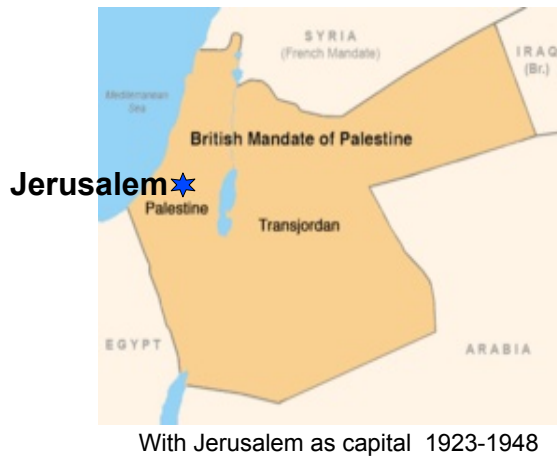 SYRIA
(French Mandate)
IRAQ
(Br.)
Mediterranean
Sea
British Mandate of Palestine
Jerusalem
Palestine
Transjordan
EGYPT
ARABIA
With Jerusalem as capital 1923-1948